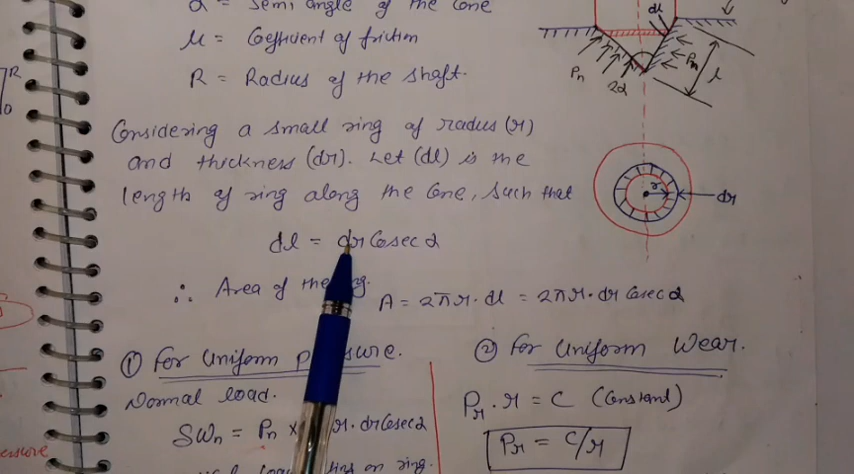 α = Semi angle of the Cone
μ = Coefficient of friction
R = Radius of the shaft.
Considering a small ring of radius (r)
and thickness (dr). Let (dl) is the
length of ring along the Cone, such that
dl = dr Cosec α
∴ Area of the
A = 2πr. dl = 2πr. dr Cosec α
① For Uniform
Normal load.
δWn = Pn × r. dr Cosec α
on ring.
② For Uniform Wear.
Pr . r = C (Constant)
Pr = C/r
dl
Pn
Pn
l
2α
r
dr
R